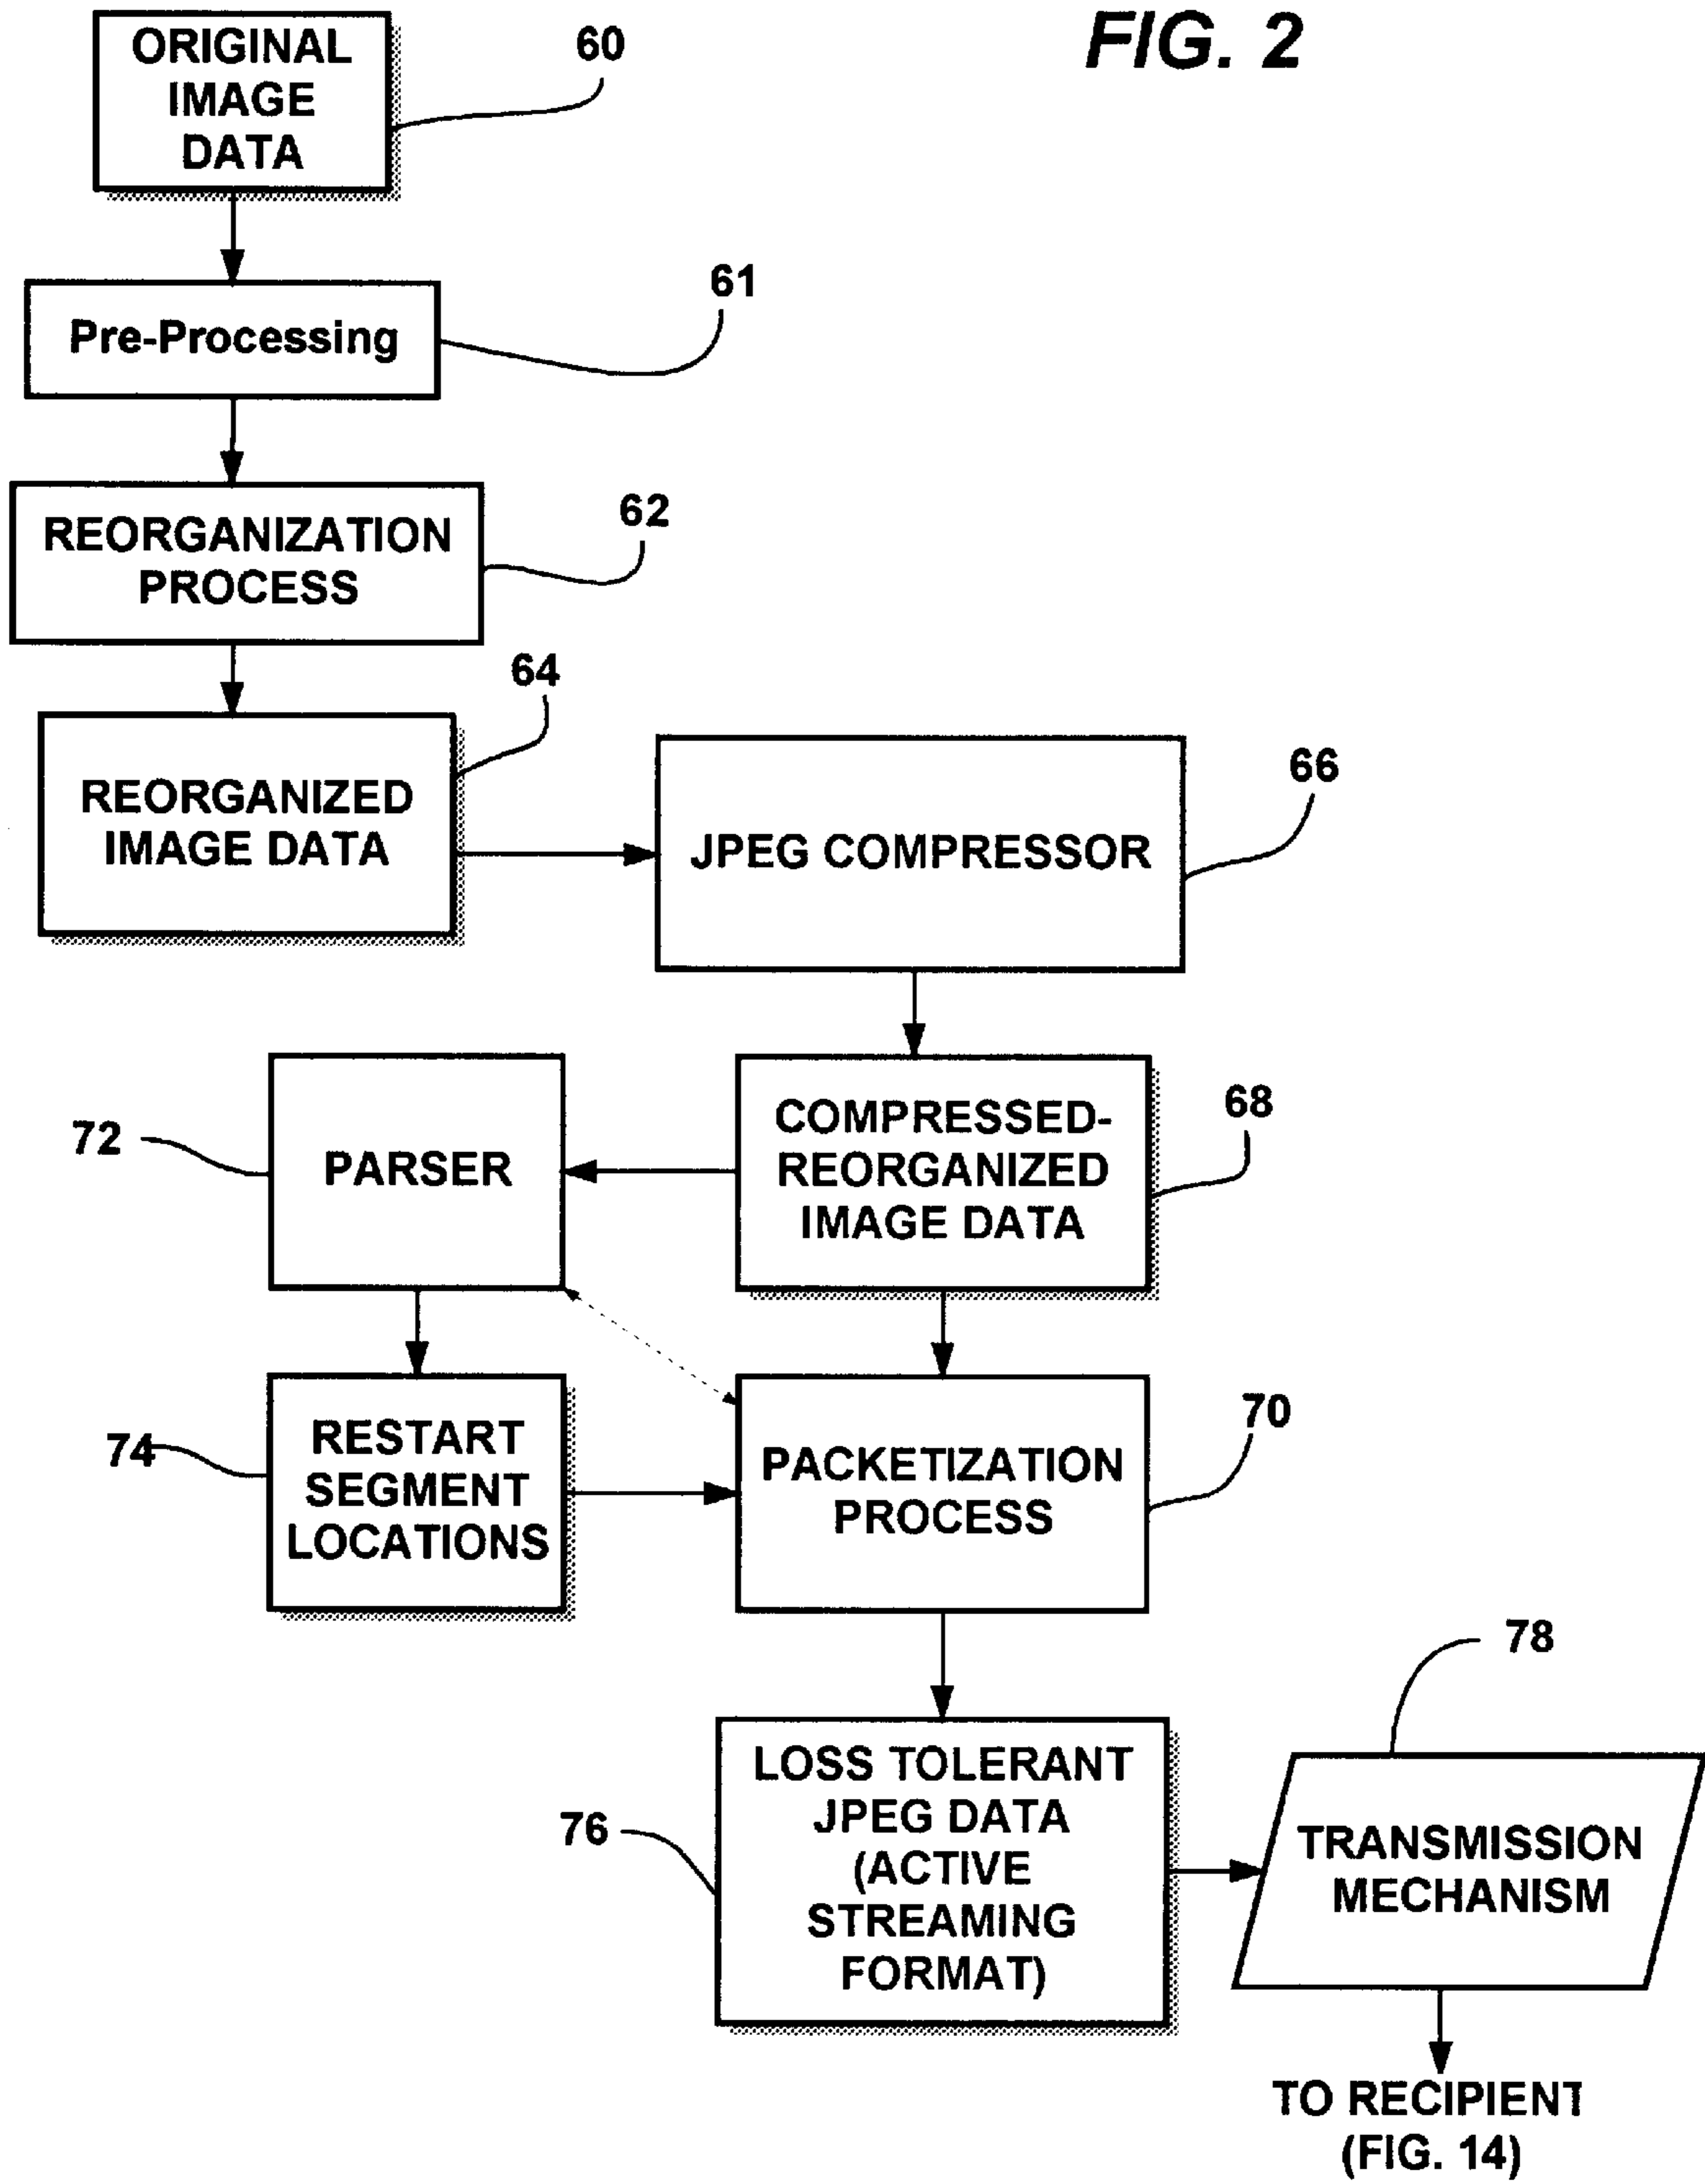 FIG. 2
ORIGINAL
IMAGE
DATA
60
Pre-Processing
61
REORGANIZATION
PROCESS
62
REORGANIZED
IMAGE DATA
64
JPEG COMPRESSOR
66
COMPRESSED-
REORGANIZED
IMAGE DATA
68
PARSER
72
RESTART
SEGMENT
LOCATIONS
74
PACKETIZATION
PROCESS
70
LOSS TOLERANT
JPEG DATA
(ACTIVE
STREAMING
FORMAT)
76
TRANSMISSION
MECHANISM
78
TO RECIPIENT
(FIG. 14)